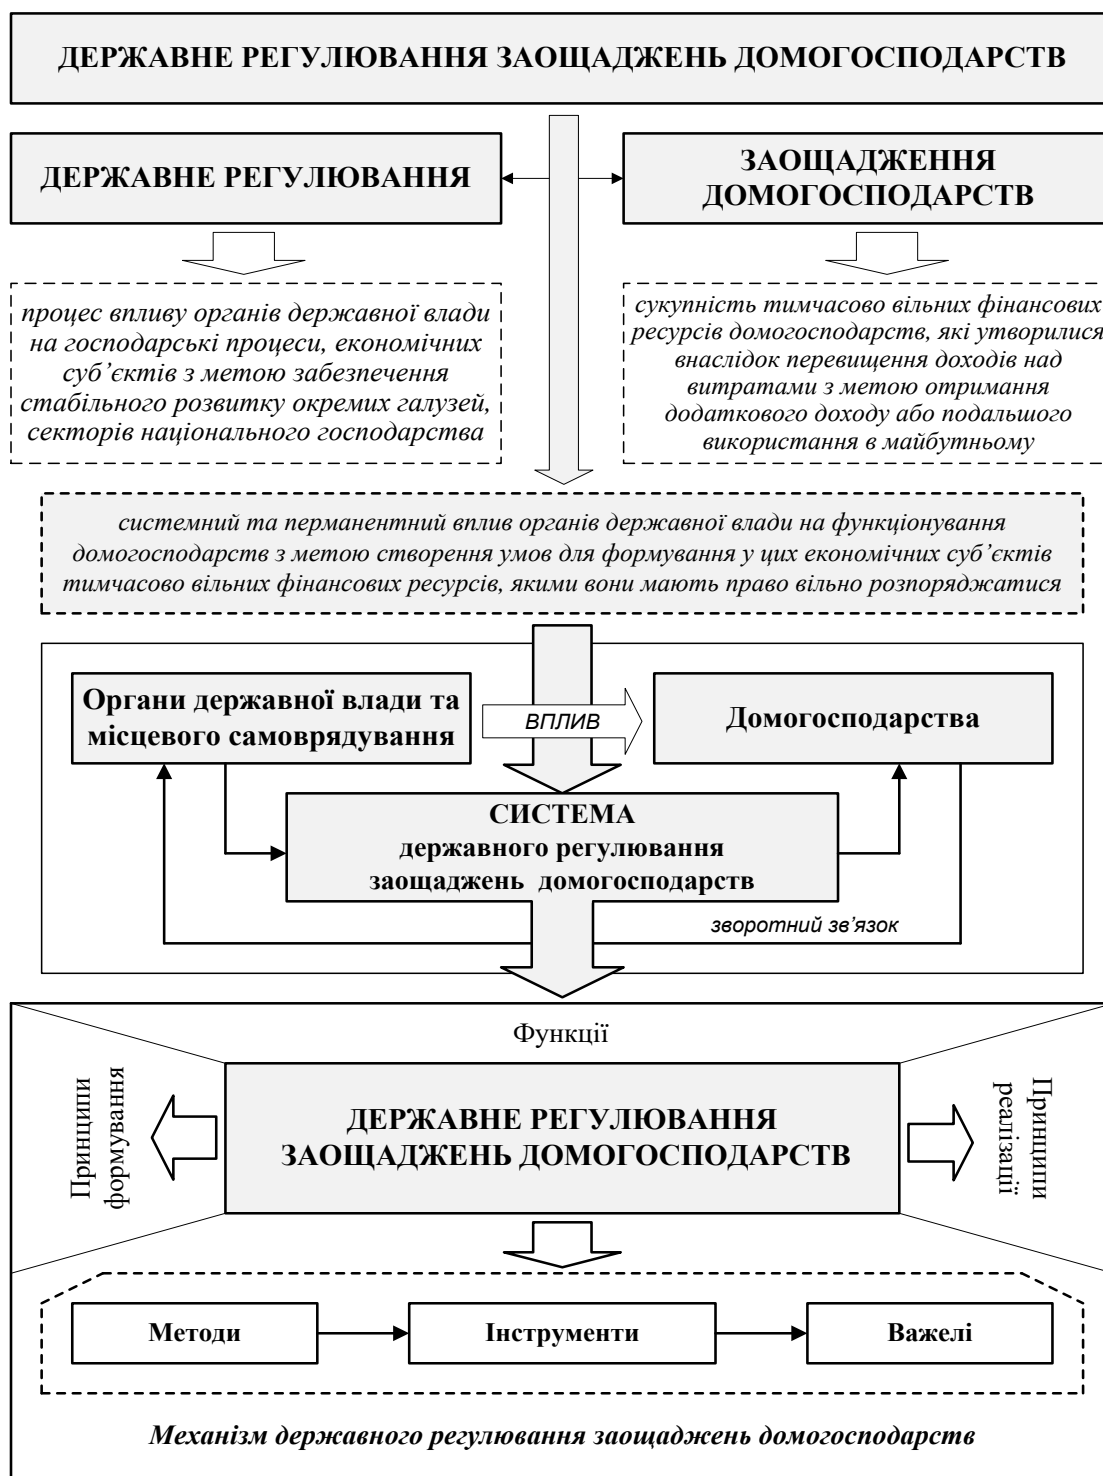 ДЕРЖАВНЕ РЕГУЛЮВАННЯ ЗАОЩАДЖЕНЬ ДОМОГОСПОДАРСТВ
ДЕРЖАВНЕ РЕГУЛЮВАННЯ
ЗАОЩАДЖЕННЯ
ДОМОГОСПОДАРСТВ
процес впливу органів державної влади
на господарські процеси, економічних
суб’єктів з метою забезпечення
стабільного розвитку окремих галузей,
секторів національного господарства
сукупність тимчасово вільних фінансових
ресурсів домогосподарств, які утворилися
внаслідок перевищення доходів над
витратами з метою отримання
додаткового доходу або подальшого
використання в майбутньому
системний та перманентний вплив органів державної влади на функціонування
домогосподарств з метою створення умов для формування у цих економічних суб’єктів
тимчасово вільних фінансових ресурсів, якими вони мають право вільно розпоряджатися
Органи державної влади та
місцевого самоврядування
ВПЛИВ
Домогосподарства
СИСТЕМА
державного регулювання
заощаджень домогосподарств
зворотний зв’язок
Функції
Принципи
формування
ДЕРЖАВНЕ РЕГУЛЮВАННЯ
ЗАОЩАДЖЕНЬ ДОМОГОСПОДАРСТВ
Принципи
реалізації
Методи
Інструменти
Важелі
Механізм державного регулювання заощаджень домогосподарств